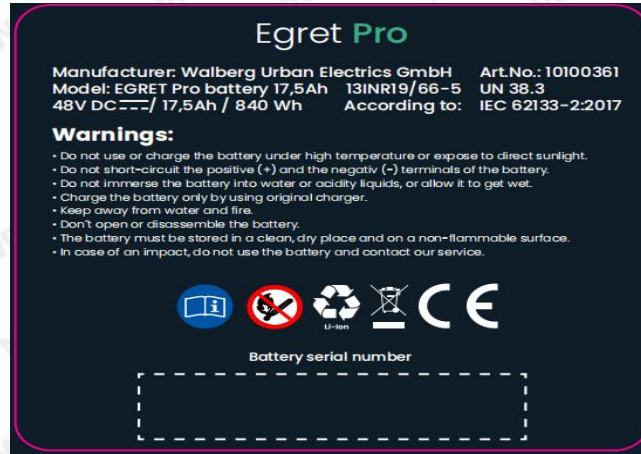 Egret Pro
Manufacturer: Walberg Urban Electrics GmbH Art.No.: 10100361
Model: EGRET Pro battery 17,5Ah 13INR19/66-5 UN 38.3
48V DC⎓/ 17,5Ah / 840 Wh According to: IEC 62133-2:2017
Warnings:
• Do not use or charge the battery under high temperature or expose to direct sunlight.
• Do not short-circuit the positive (+) and the negativ (-) terminals of the battery.
• Do not immerse the battery into water or acidity liquids, or allow it to get wet.
• Charge the battery only by using original charger.
• Keep away from water and fire.
• Don't open or disassemble the battery.
• The battery must be stored in a clean, dry place and on a non-flammable surface.
• In case of an impact, do not use the battery and contact our service.
Li-Ion
CE
Battery serial number